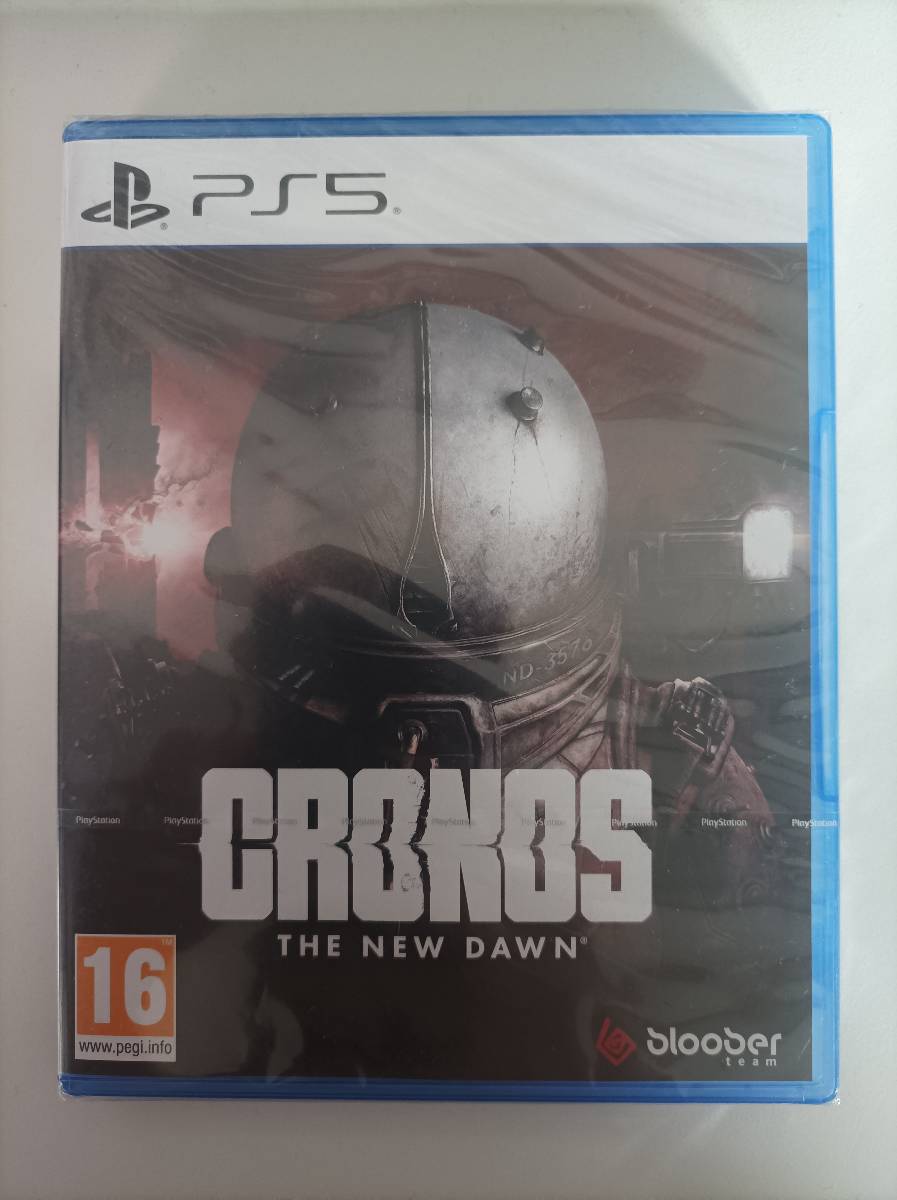 PS5®
ND-3576
CRONOS
PlayStation PlayStation PlayStation PlayStation PlayStation PlayStation PlayStation PlayStation PlayStation
THE NEW DAWN®
16™
www.pegi.info
bloober
team